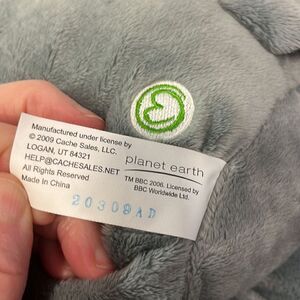 Manufactured under license by
© 2009 Cache Sales, LLC.
LOGAN, UT 84321
HELP@CACHESALES.NET
All Rights Reserved
Made In China
planet earth
TM BBC 2006. Licensed by
BBC Worldwide Ltd.
20309AD